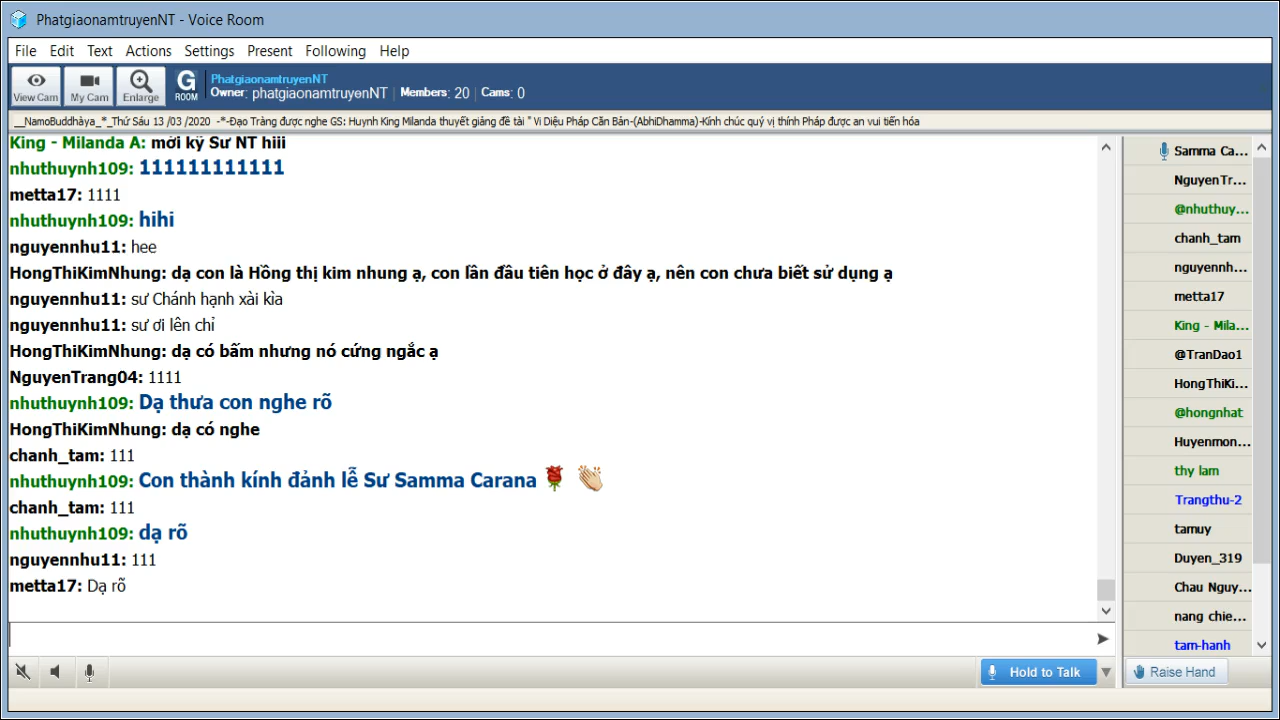 PhatgiaonamtruyenNT - Voice Room
File Edit Text Actions Settings Present Following Help
View Cam My Cam Enlarge G ROOM PhatgiaonamtruyenNT
Owner: phatgiaonamtruyenNT Members: 20 Cams: 0
__NamoBuddhàya_*_Thứ Sáu 13 /03 /2020 -*-Đạo Tràng được nghe GS: Huynh King Milanda thuyết giảng đề tài " Vi Diệu Pháp Căn Bản-(AbhiDhamma)-Kính chúc quý vị thính Pháp được an vui tiến hóa
King - Milanda A: mời kỹ Sư NT hiii
nhuthuynh109: 111111111111
metta17: 1111
nhuthuynh109: hihi
nguyennhu11: hee
HongThiKimNhung: dạ con là Hồng thị kim nhung ạ, con lần đầu tiên học ở đây ạ, nên con chưa biết sử dụng ạ
nguyennhu11: sư Chánh hạnh xài kìa
nguyennhu11: sư ơi lên chỉ
HongThiKimNhung: dạ có bấm nhưng nó cứng ngắc ạ
NguyenTrang04: 1111
nhuthuynh109: Dạ thưa con nghe rõ
HongThiKimNhung: dạ có nghe
chanh_tam: 111
nhuthuynh109: Con thành kính đảnh lễ Sư Samma Carana
chanh_tam: 111
nhuthuynh109: dạ rõ
nguyennhu11: 111
metta17: Dạ rõ
Samma Ca...
NguyenTr...
@nhuthuy...
chanh_tam
nguyennh...
metta17
King - Mila...
@TranDao1
HongThiKi...
@hongnhat
Huyenmon...
thy lam
Trangthu-2
tamuy
Duyen_319
Chau Nguy...
nang chie...
tam-hanh
Hold to Talk
Raise Hand